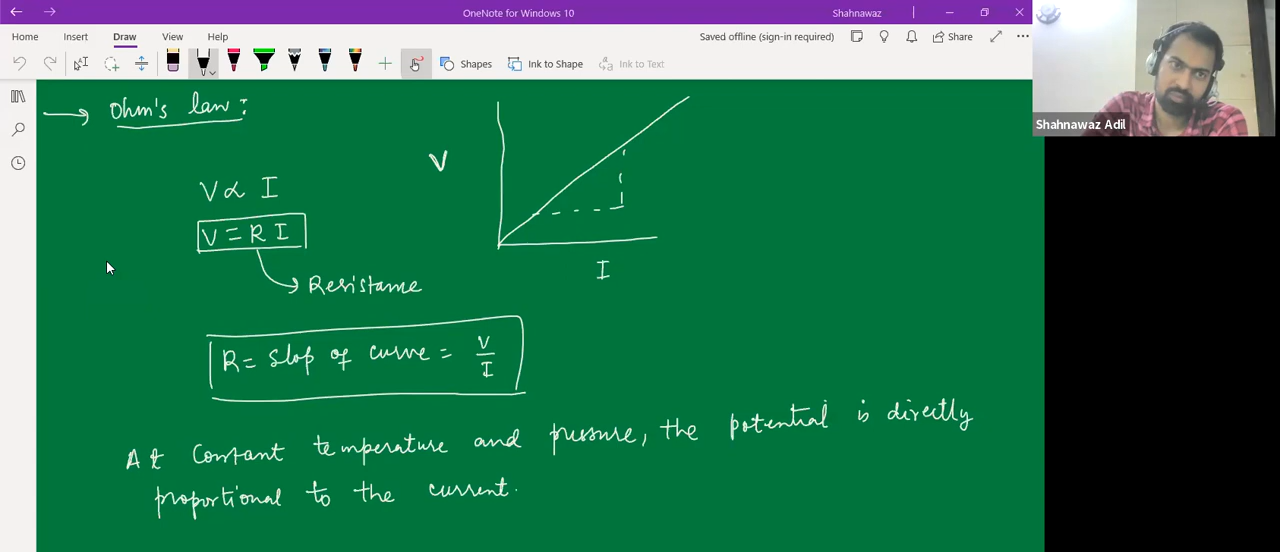 OneNote for Windows 10
Shahnawaz
Home Insert Draw View Help
Saved offline (sign-in required) Share
Shapes Ink to Shape Ink to Text
Shahnawaz Adil
→ Ohm's law:
V
V ∝ I
V = R I
I
Resistame
R = Slop of curve = V/I
At Constant temperature and pressure, the potential is directly
proportional to the current.